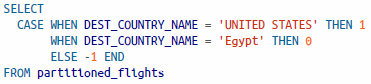 SELECT
CASE WHEN DEST_COUNTRY_NAME = 'UNITED STATES' THEN 1
WHEN DEST_COUNTRY_NAME = 'Egypt' THEN 0
ELSE -1 END
FROM partitioned_flights